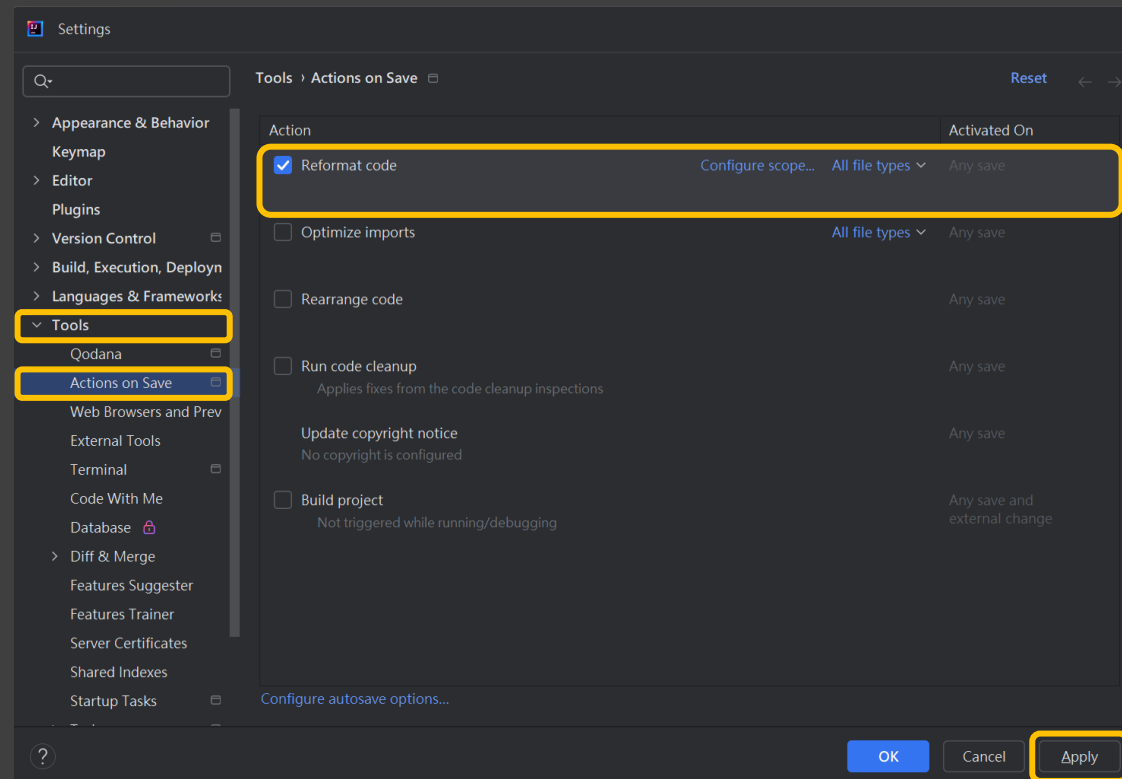 Settings
Tools › Actions on Save
Reset
Appearance & Behavior
Keymap
Editor
Plugins
Version Control
Build, Execution, Deployn
Languages & Frameworks
Tools
Qodana
Actions on Save
Web Browsers and Prev
External Tools
Terminal
Code With Me
Database
Diff & Merge
Features Suggester
Features Trainer
Server Certificates
Shared Indexes
Startup Tasks
Action
Activated On
Reformat code
Configure scope...
All file types
Any save
Optimize imports
All file types
Any save
Rearrange code
Any save
Run code cleanup
Any save
Applies fixes from the code cleanup inspections
Update copyright notice
Any save
No copyright is configured
Build project
Any save and
external change
Not triggered while running/debugging
Configure autosave options...
?
OK
Cancel
Apply